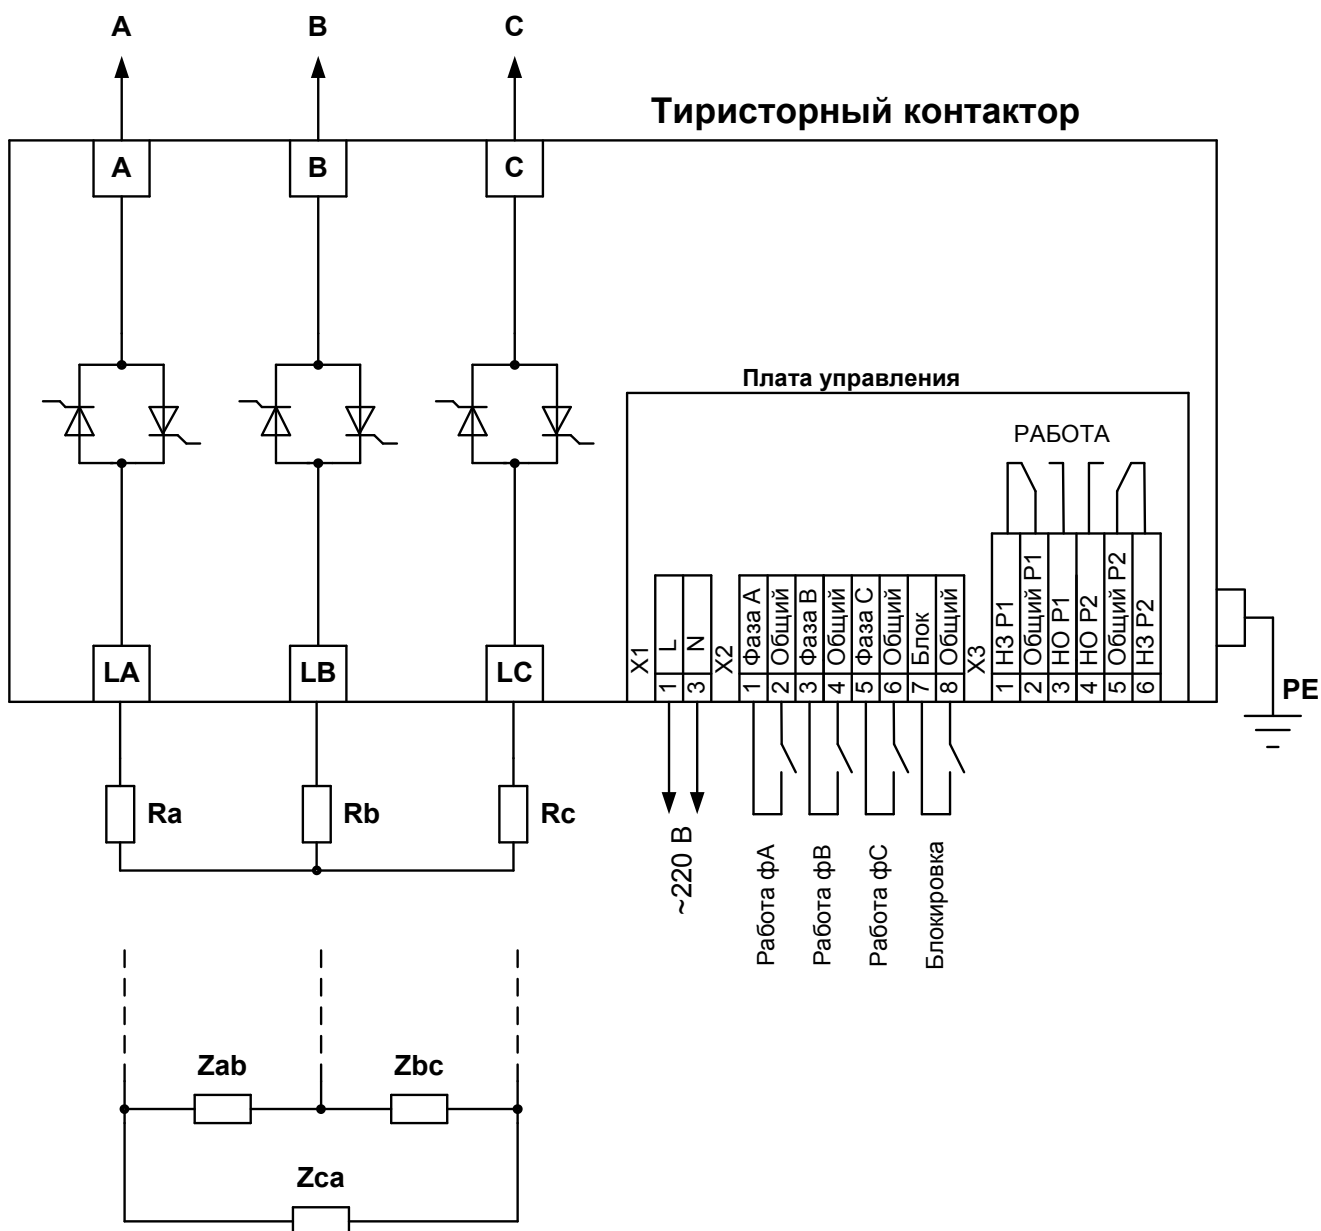 A B C
Тиристорный контактор
A B C
Плата управления
РАБОТА
X1
1 L
3 N
X2
1 Фаза А
2 Общий
3 Фаза В
4 Общий
5 Фаза С
6 Общий
7 Блок
8 Общий
X3
1 НЗ Р1
2 Общий Р1
3 НО Р1
4 НО Р2
5 Общий Р2
6 НЗ Р2
LA LB LC
PE
Ra Rb Rc
~220 В
Работа фА
Работа фВ
Работа фС
Блокировка
Zab Zbc
Zca